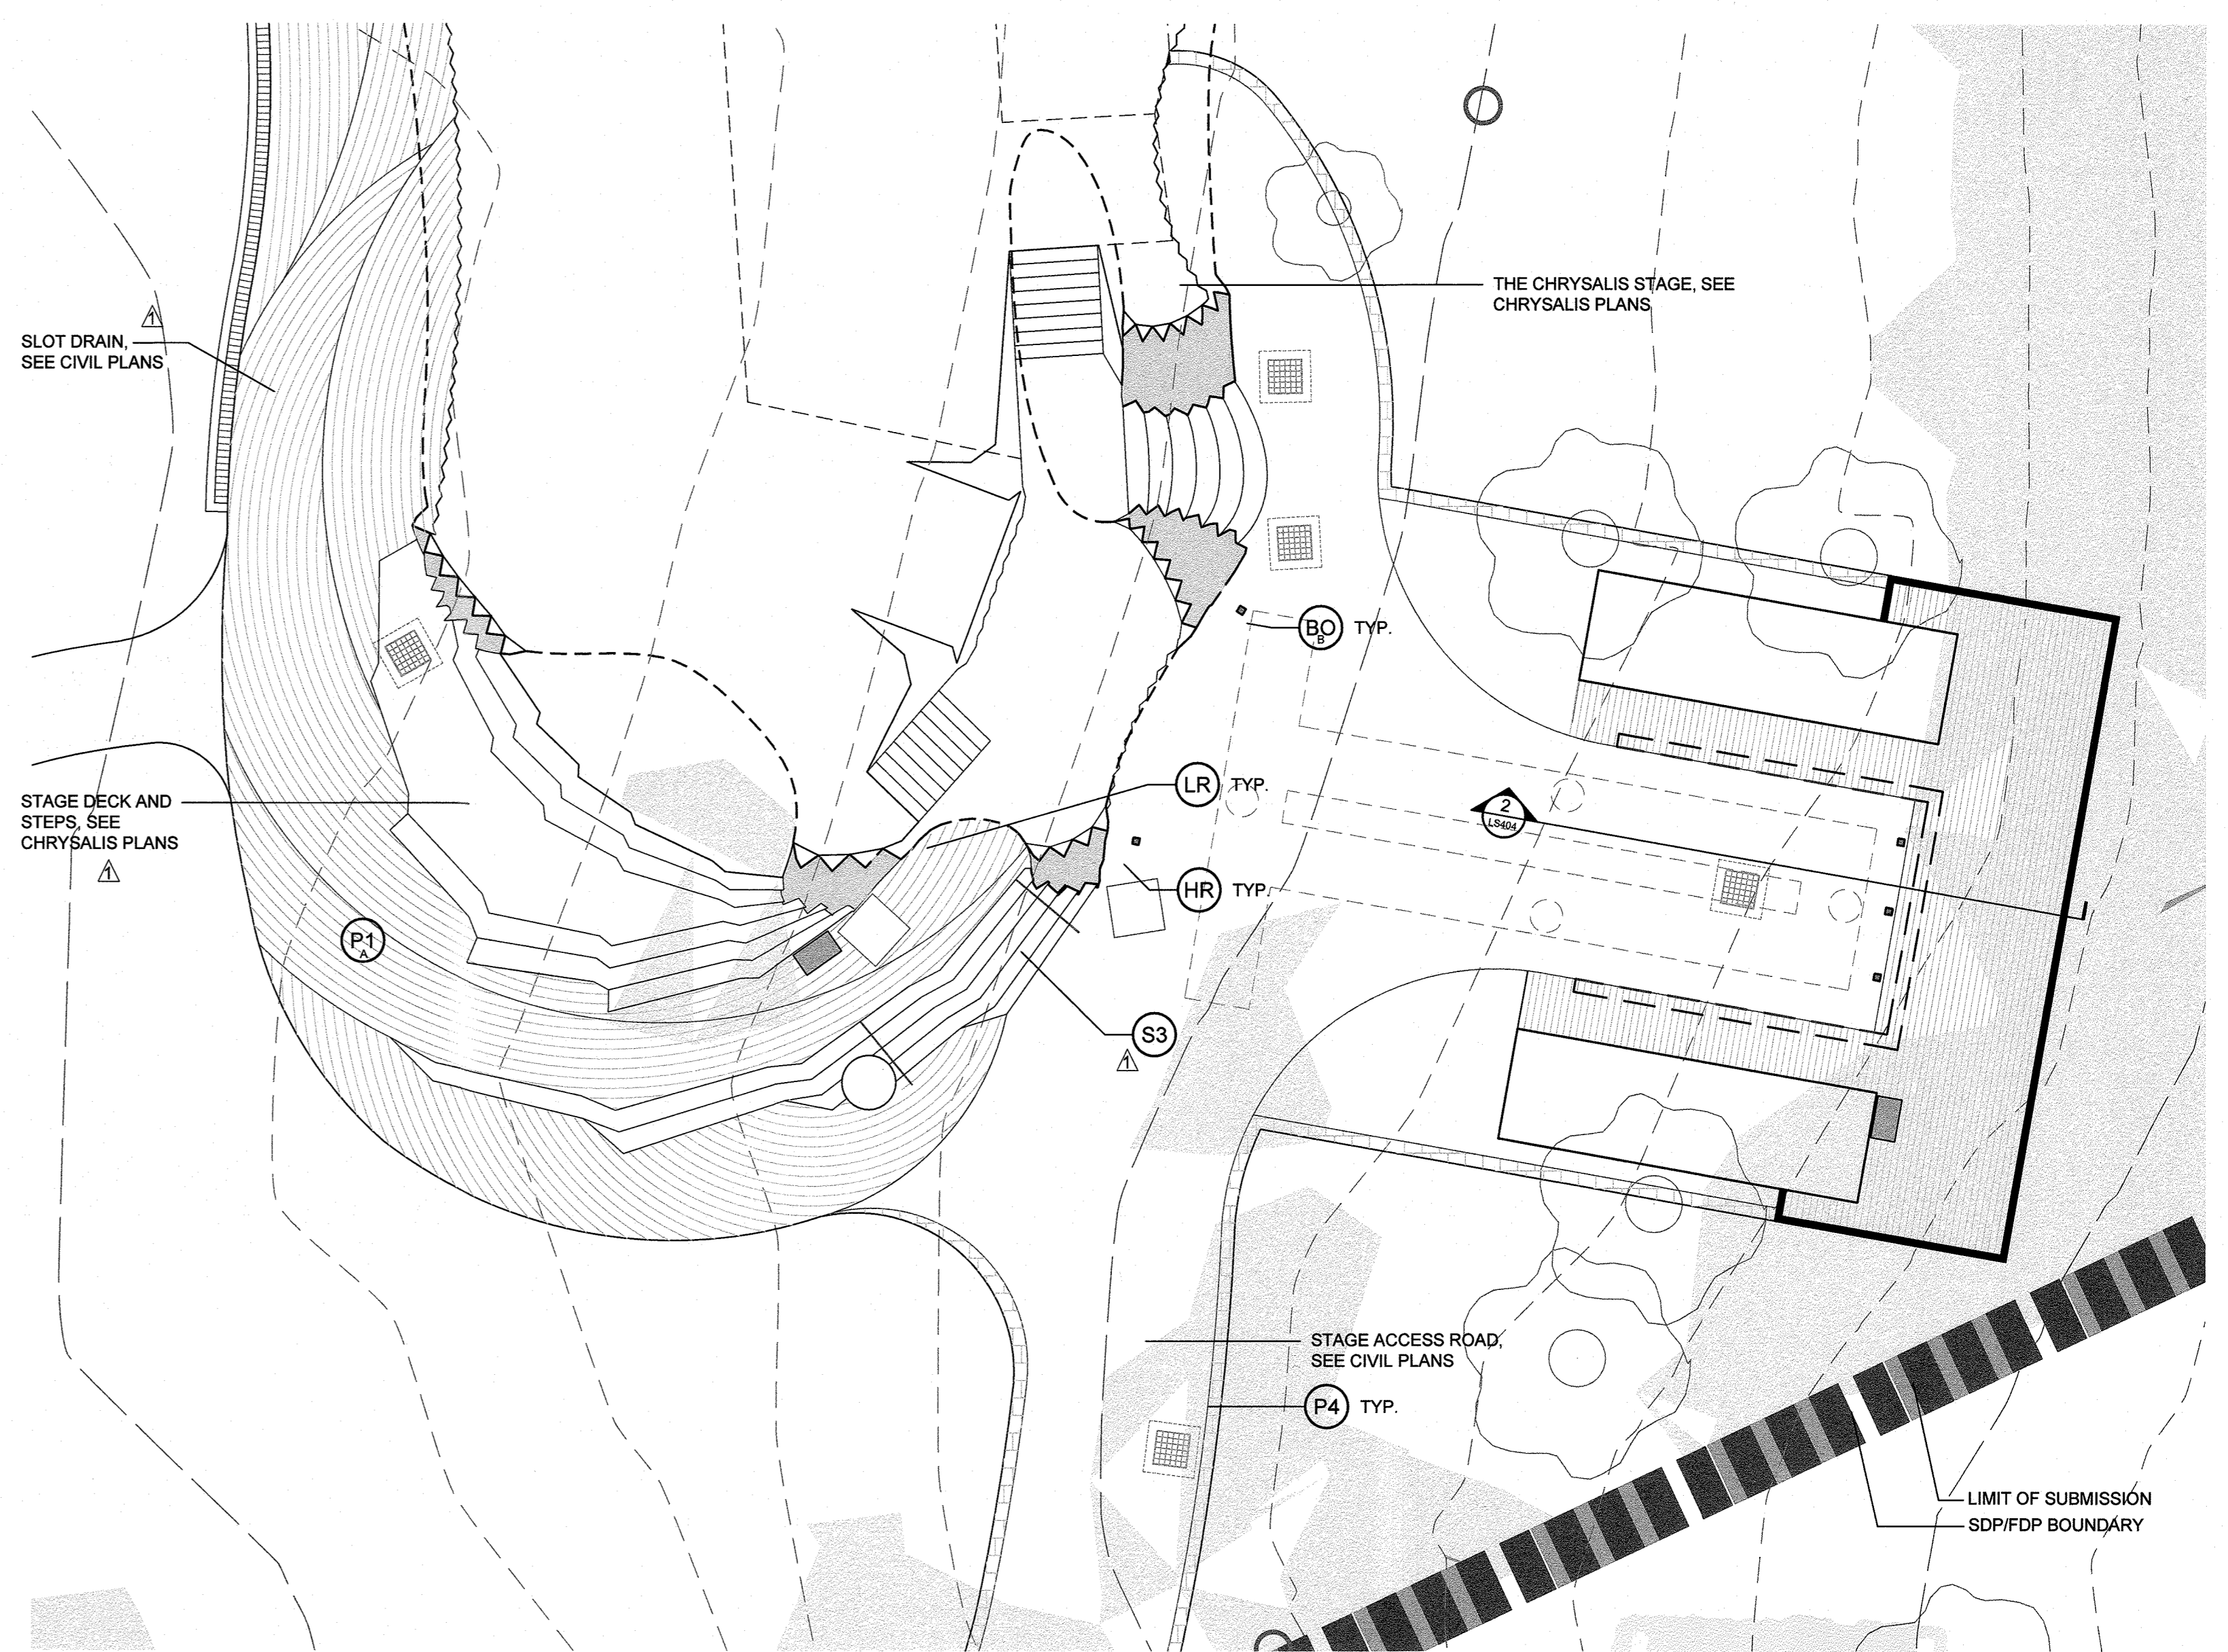 THE CHRYSALIS STAGE, SEE
CHRYSALIS PLANS
1
SLOT DRAIN,
SEE CIVIL PLANS
BO
B
TYP.
LR TYP.
2
LS404
STAGE DECK AND
STEPS, SEE
CHRYSALIS PLANS
1
HR TYP.
P1
A
S3
1
STAGE ACCESS ROAD,
SEE CIVIL PLANS
P4 TYP.
LIMIT OF SUBMISSION
SDP/FDP BOUNDARY